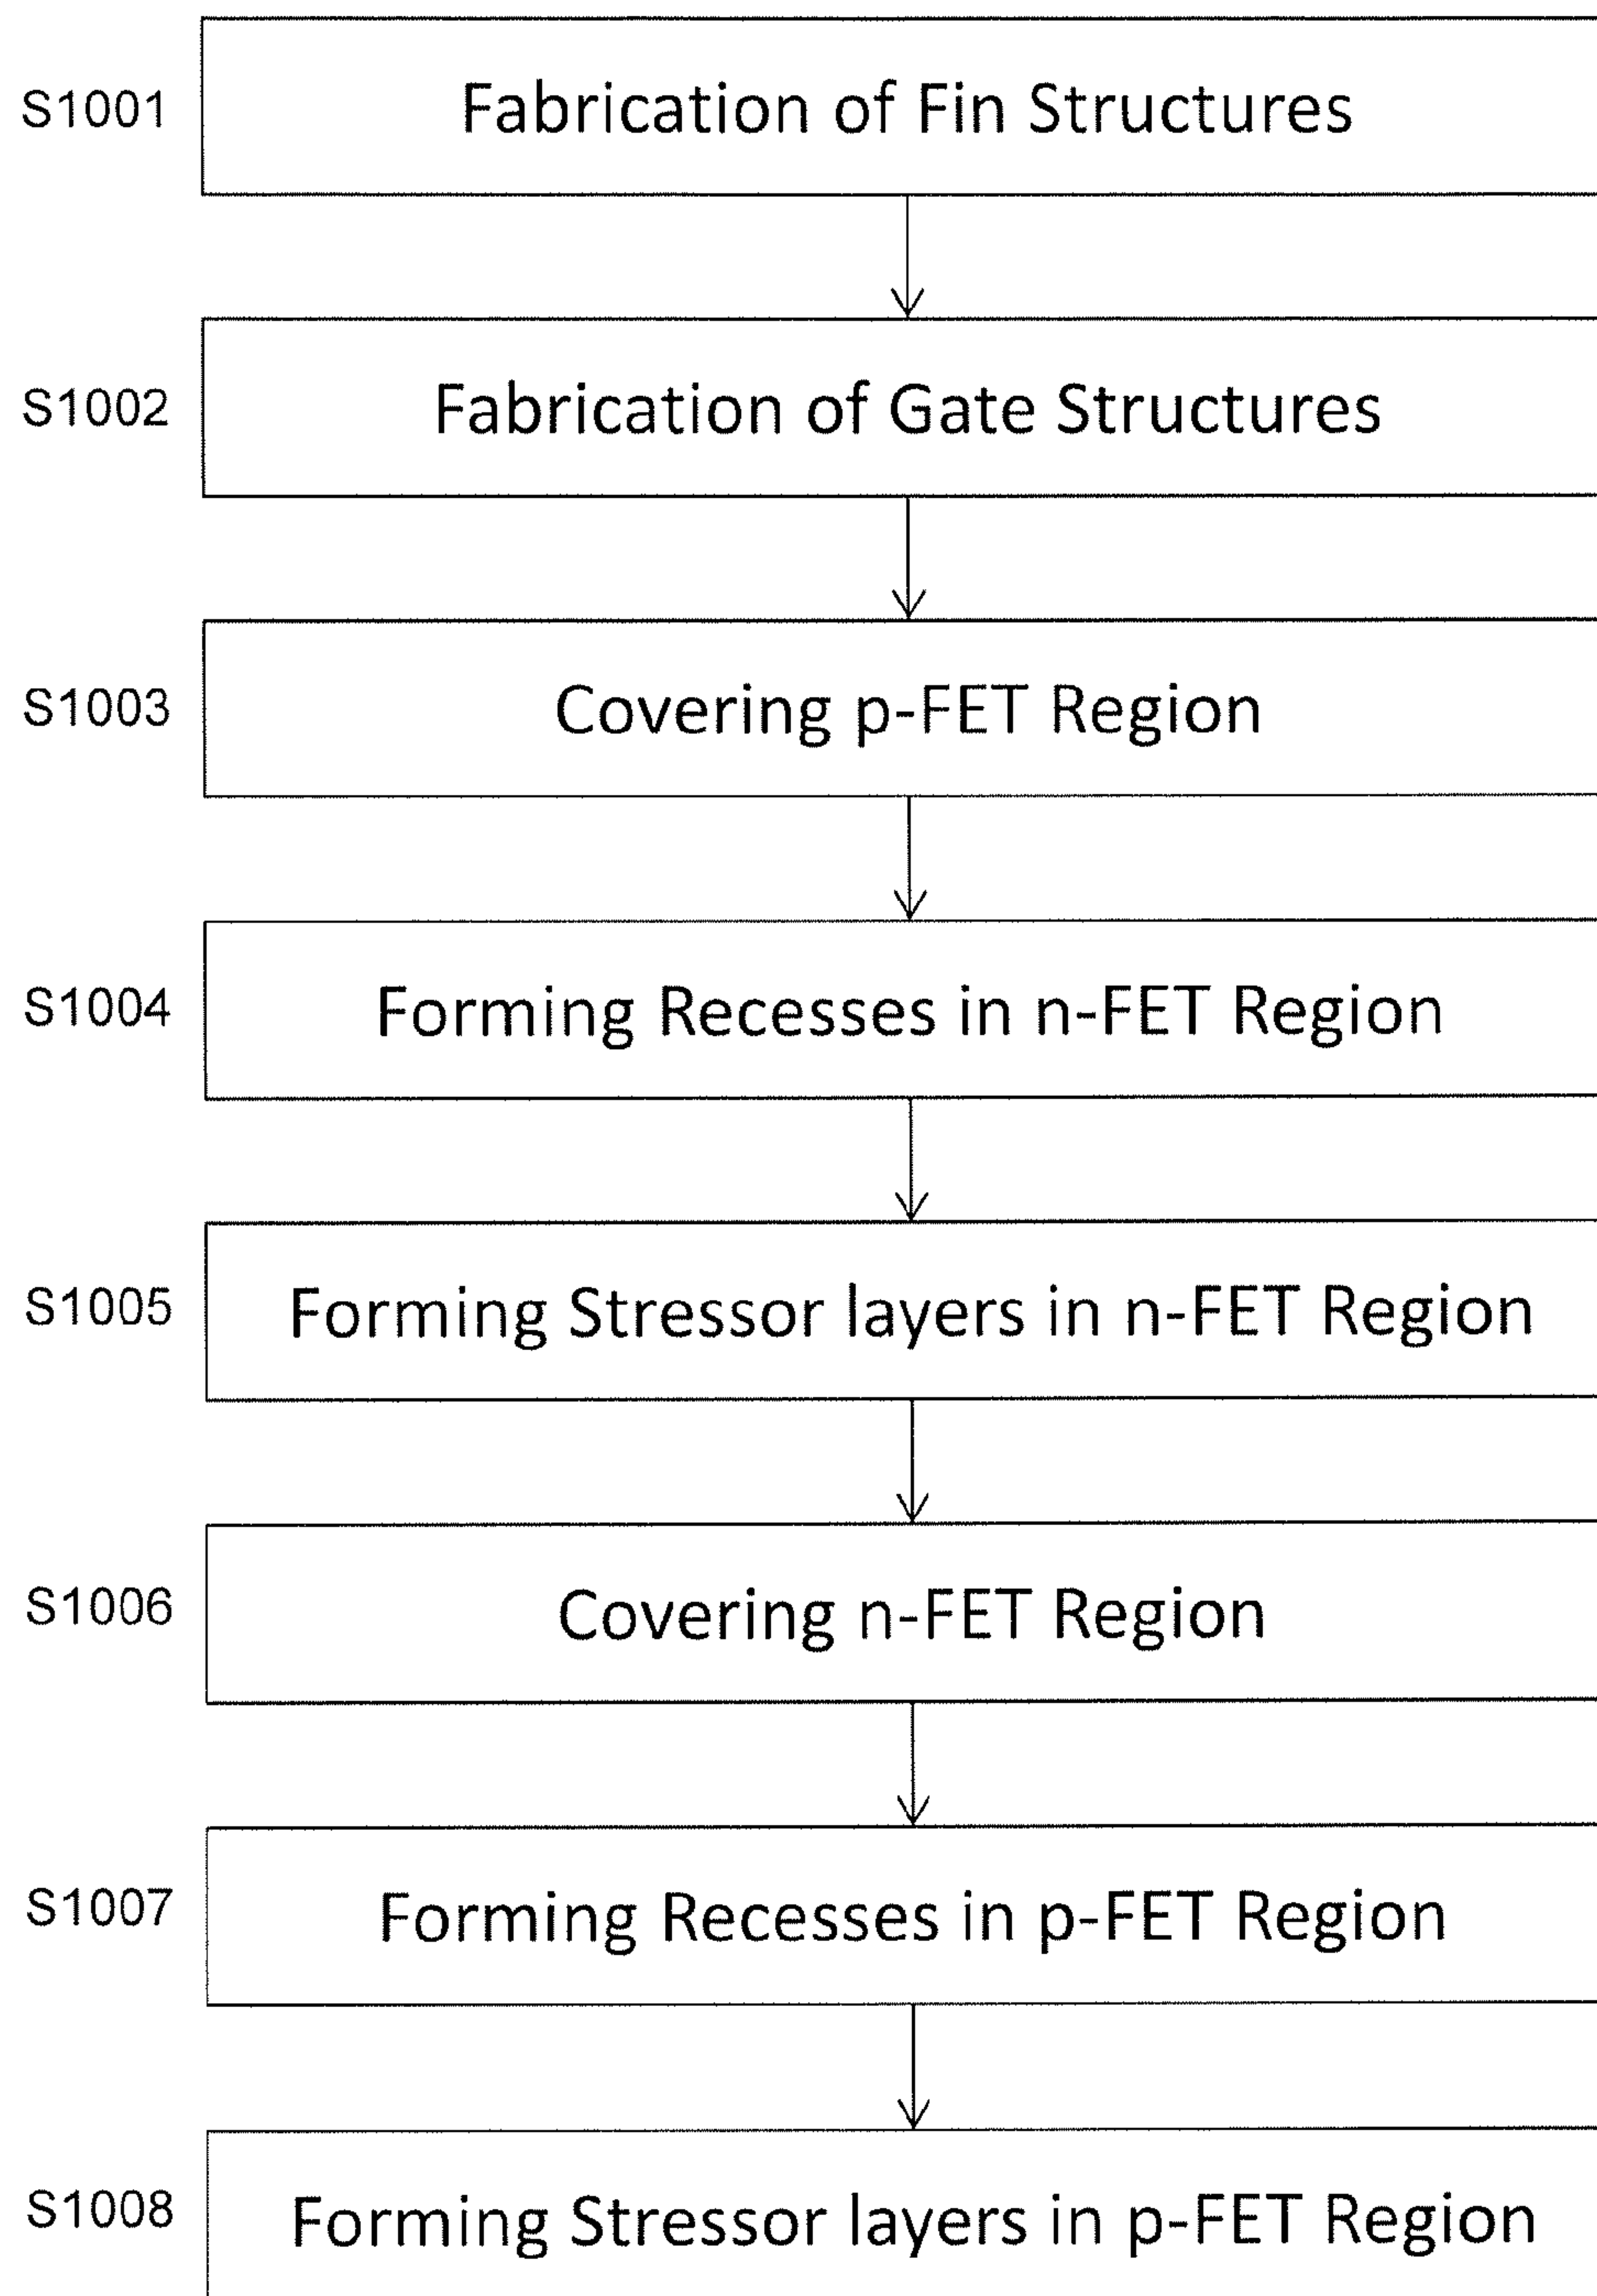 S1001 Fabrication of Fin Structures
S1002 Fabrication of Gate Structures
S1003 Covering p-FET Region
S1004 Forming Recesses in n-FET Region
S1005 Forming Stressor layers in n-FET Region
S1006 Covering n-FET Region
S1007 Forming Recesses in p-FET Region
S1008 Forming Stressor layers in p-FET Region